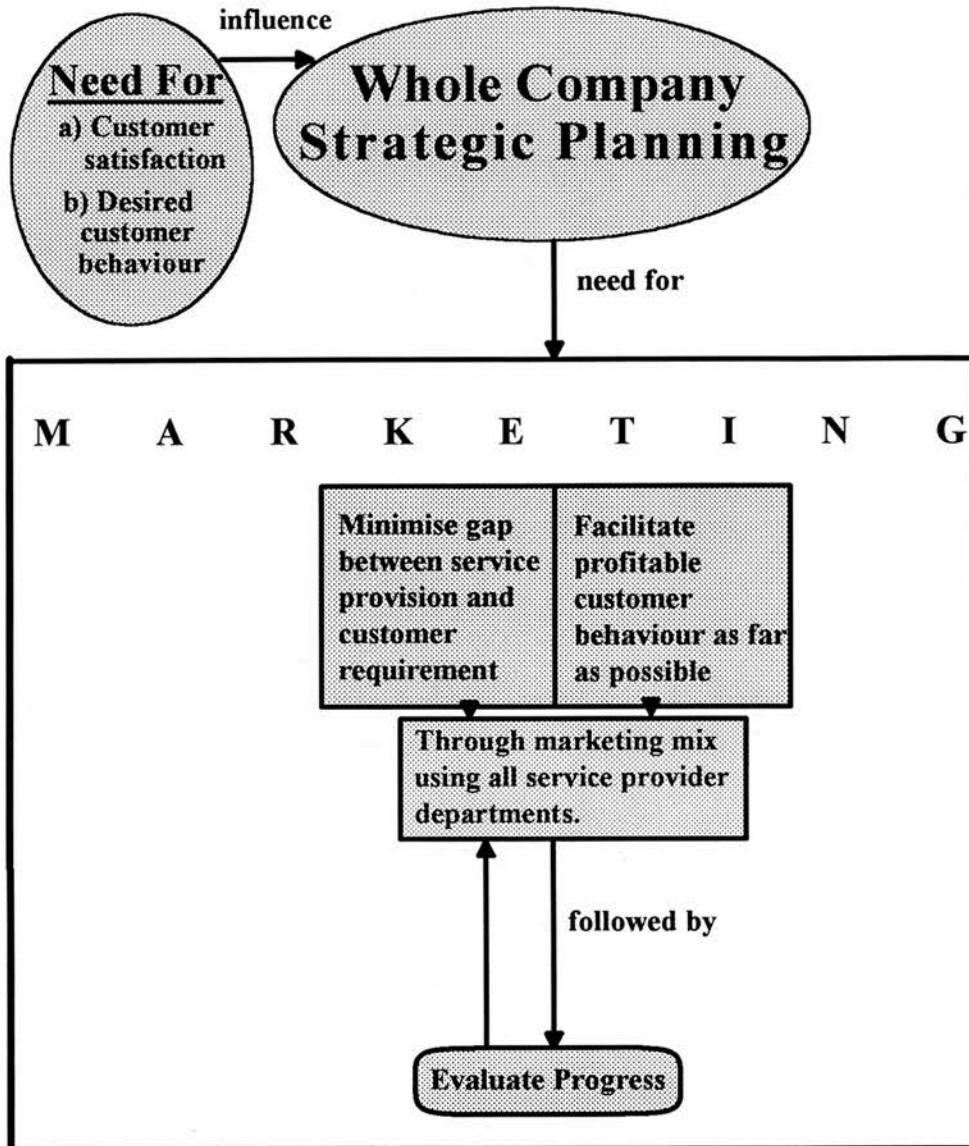 influence
Need For
a) Customer
satisfaction
b) Desired
customer
behaviour
Whole Company
Strategic Planning
need for
M A R K E T I N G
Minimise gap
between service
provision and
customer
requirement
Facilitate
profitable
customer
behaviour as far
as possible
Through marketing mix
using all service provider
departments.
followed by
Evaluate Progress